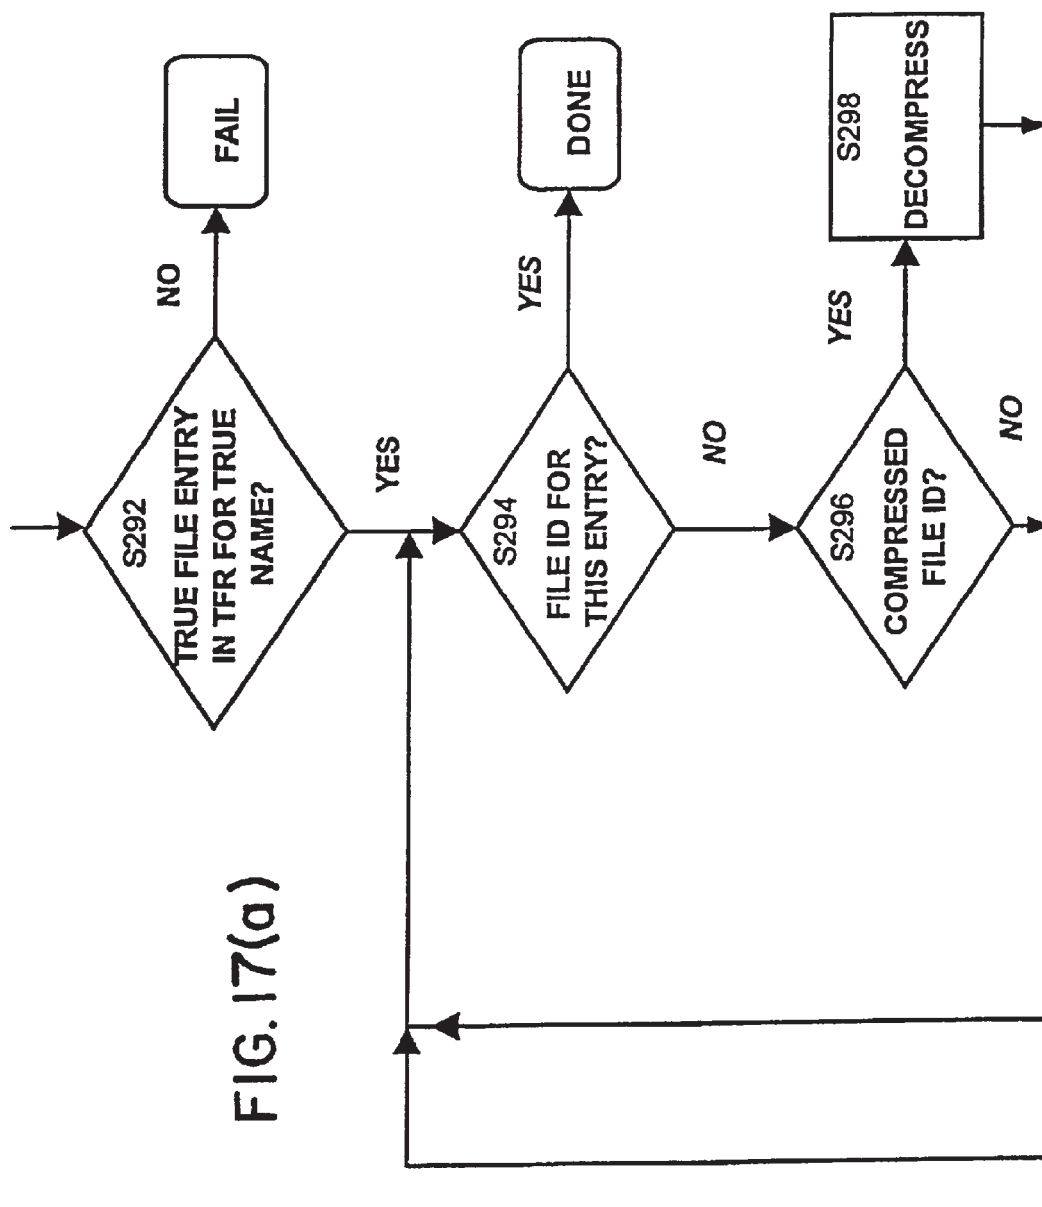 FIG. 17(a)
S292
TRUE FILE ENTRY
IN TFR FOR TRUE
NAME?
NO
FAIL
YES
S294
FILE ID FOR
THIS ENTRY?
YES
DONE
NO
S296
COMPRESSED
FILE ID?
YES
S298
DECOMPRESS
NO